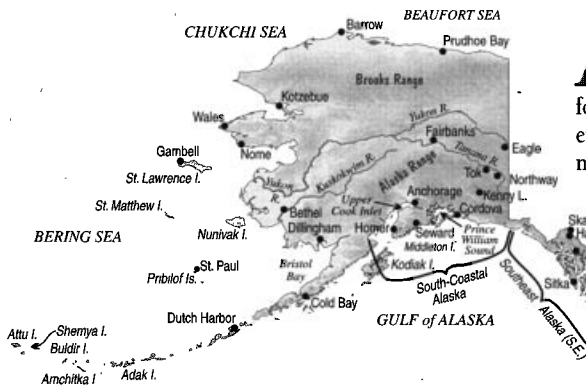 BEAUFORT SEA
CHUKCHI SEA
Barrow
Prudhoe Bay
Brooks Range
Kotzebue
Wales
Yukon R.
Fairbanks
Eagle
Nome
Gambell
St. Lawrence I.
Tanana R.
Kuskokwim R.
Alaska Range
Tok
Northway
Yukon
R.
Upper
Cook Inlet
Anchorage
Kenny L.
St. Matthew I.
Bethel
Cordova
Nunivak I.
Dillingham
Homer
Seward
Middleton I.
Prince
William
Sound
BERING SEA
St. Paul
Pribilof Is.
Bristol
Bay
Kodiak I.
South-Coastal
Alaska
Southeast
Alaska (S.E.)
Sitka
Cold Bay
Dutch Harbor
GULF of ALASKA
Attu I.
Shemya I.
Buldir I.
Amchitka I
Adak I.
Ska
Ha
A
fo
e
n